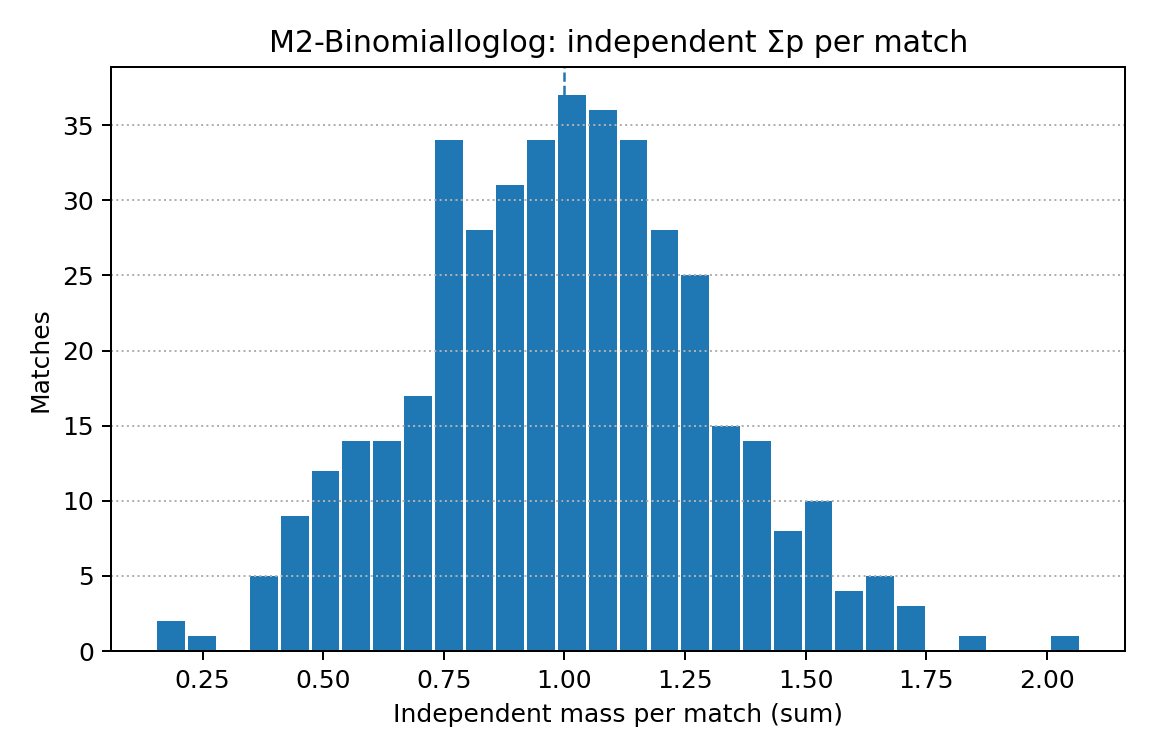 M2-Binomialloglog: independent Σp per match
Matches
35
30
25
20
15
10
5
0
0.25 0.50 0.75 1.00 1.25 1.50 1.75 2.00
Independent mass per match (sum)